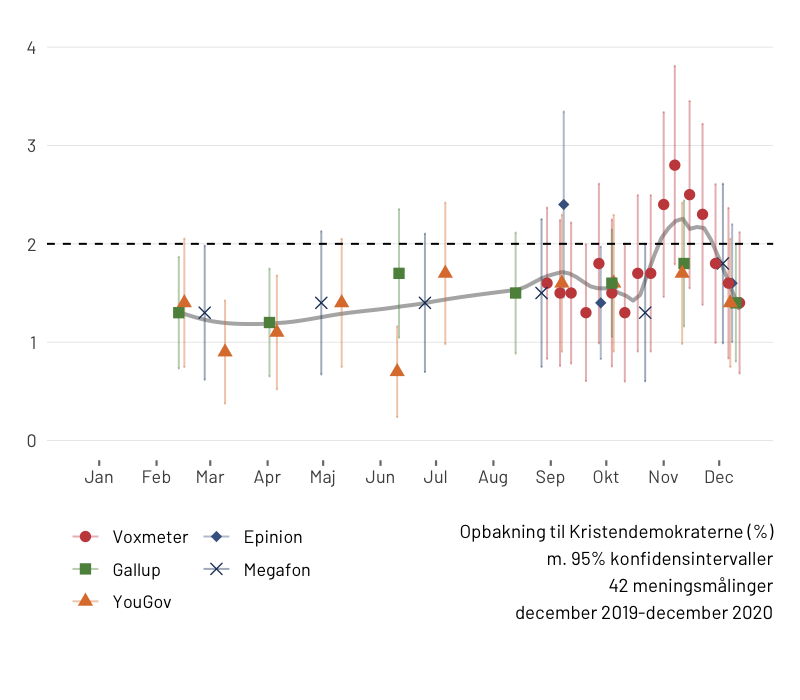 4
3
2
1
0
Jan Feb Mar Apr Maj Jun Jul Aug Sep Okt Nov Dec
Voxmeter Epinion
Gallup Megafon
YouGov
Opbakning til Kristendemokraterne (%)
m. 95% konfidensintervaller
42 meningsmålinger
december 2019-december 2020